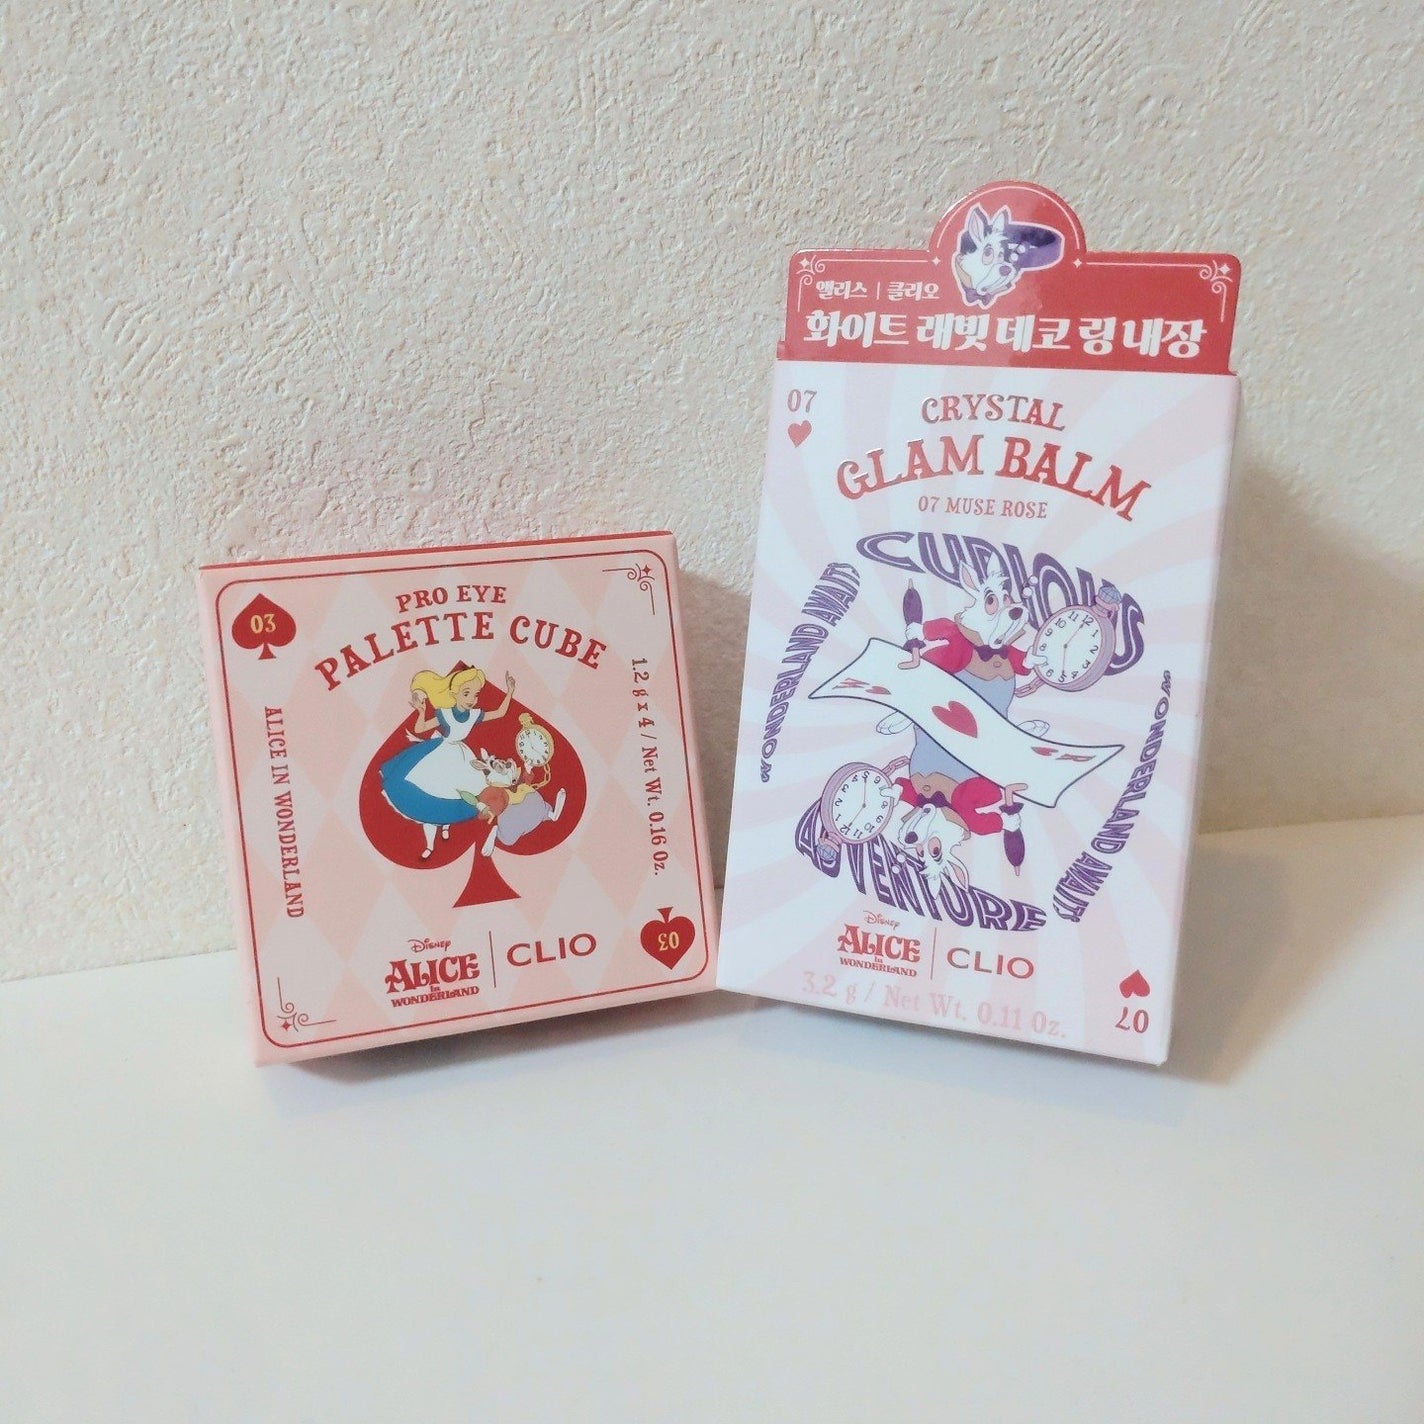 03
PRO EYE
PALETTE CUBE
ALICE IN WONDERLAND
1.2 g x 4 / Net Wt. 0.16 Oz.
Disney
ALICE
in
WONDERLAND
CLIO
03
앨리스 | 클리오
화이트 래빗 데코 링 내장
07
CRYSTAL
GLAM BALM
07 MUSE ROSE
CURIOUS
WONDERLAND AWAITS
WONDERLAND AWAITS
ADVENTURE
Disney
ALICE
in
WONDERLAND
CLIO
3.2 g / Net Wt. 0.11 Oz.
07